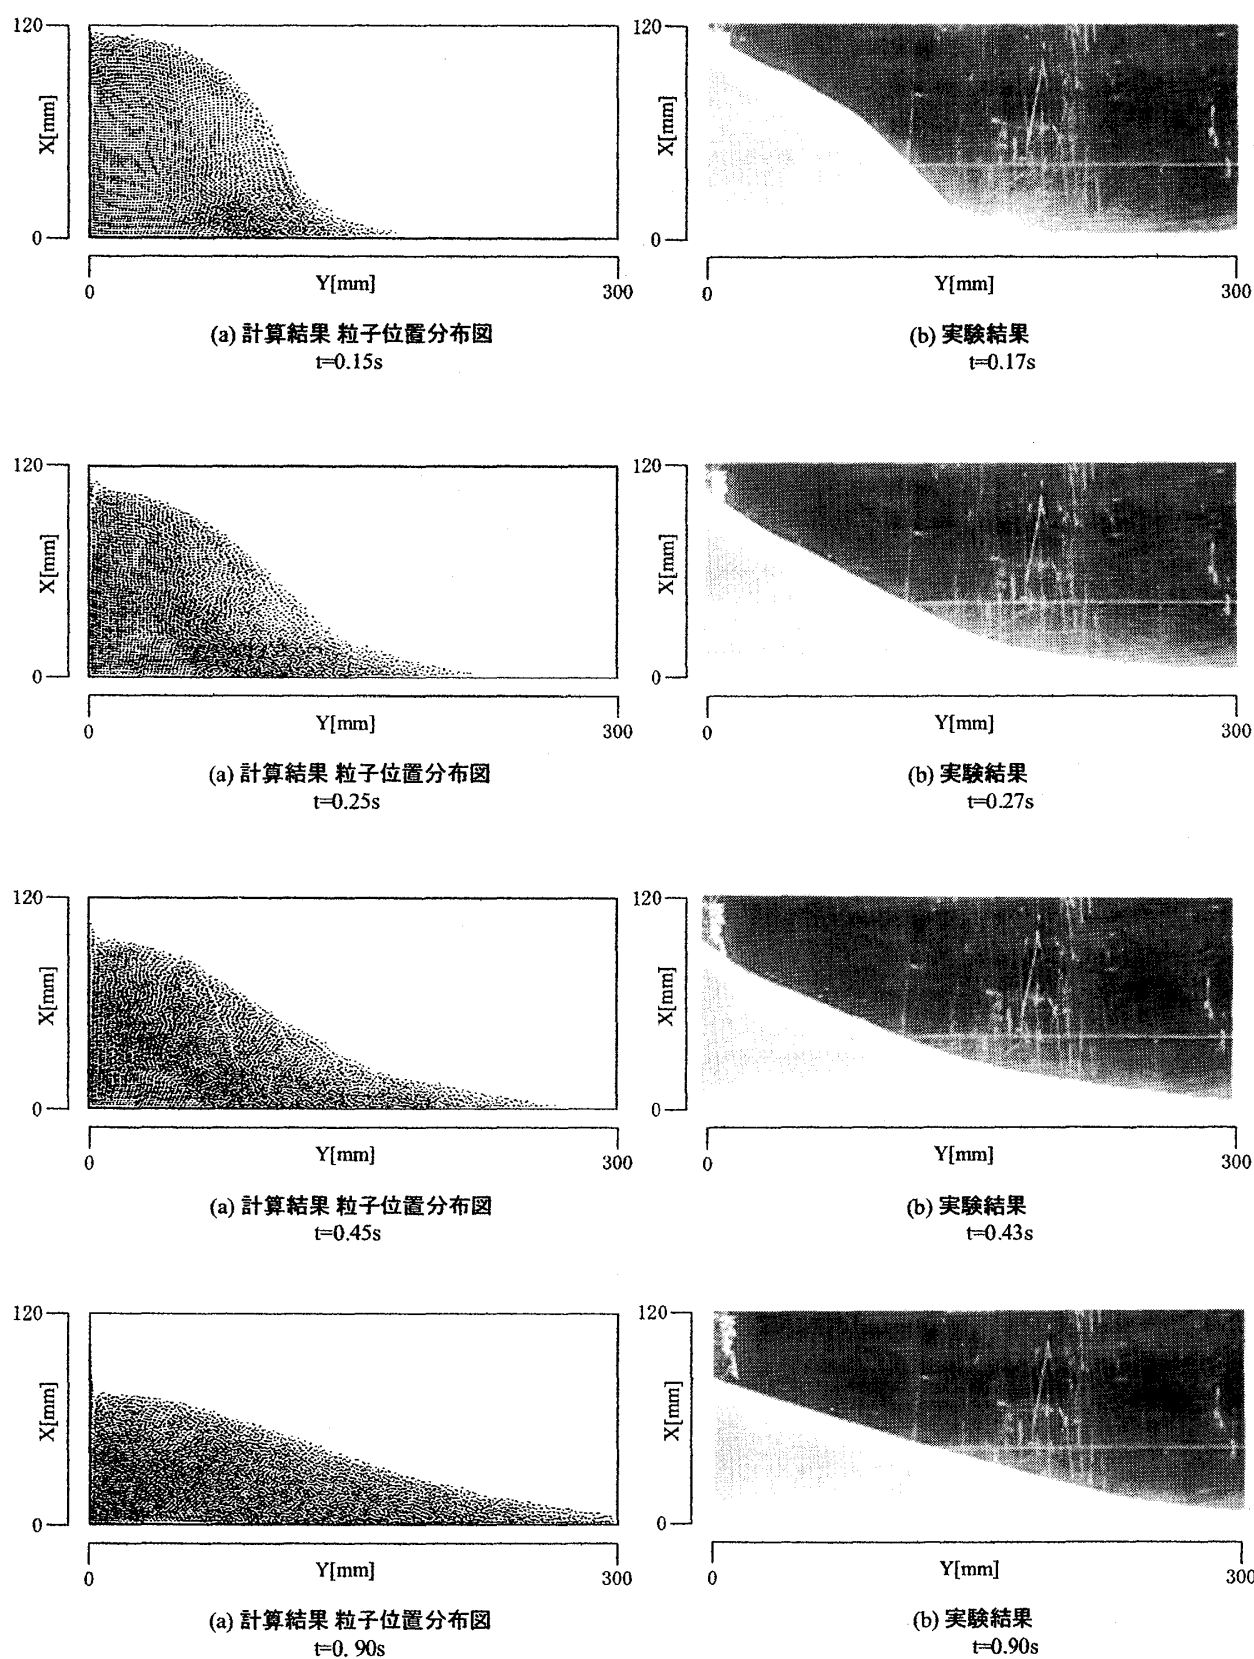 120
X[mm]
0
0
Y[mm]
300
(a) 計算結果 粒子位置分布図
t=0.15s
120
X[mm]
0
0
Y[mm]
300
(b) 実験結果
t=0.17s
120
X[mm]
0
0
Y[mm]
300
(a) 計算結果 粒子位置分布図
t=0.25s
120
X[mm]
0
0
Y[mm]
300
(b) 実験結果
t=0.27s
120
X[mm]
0
0
Y[mm]
300
(a) 計算結果 粒子位置分布図
t=0.45s
120
X[mm]
0
0
Y[mm]
300
(b) 実験結果
t=0.43s
120
X[mm]
0
0
Y[mm]
300
(a) 計算結果 粒子位置分布図
t=0. 90s
120
X[mm]
0
0
Y[mm]
300
(b) 実験結果
t=0.90s